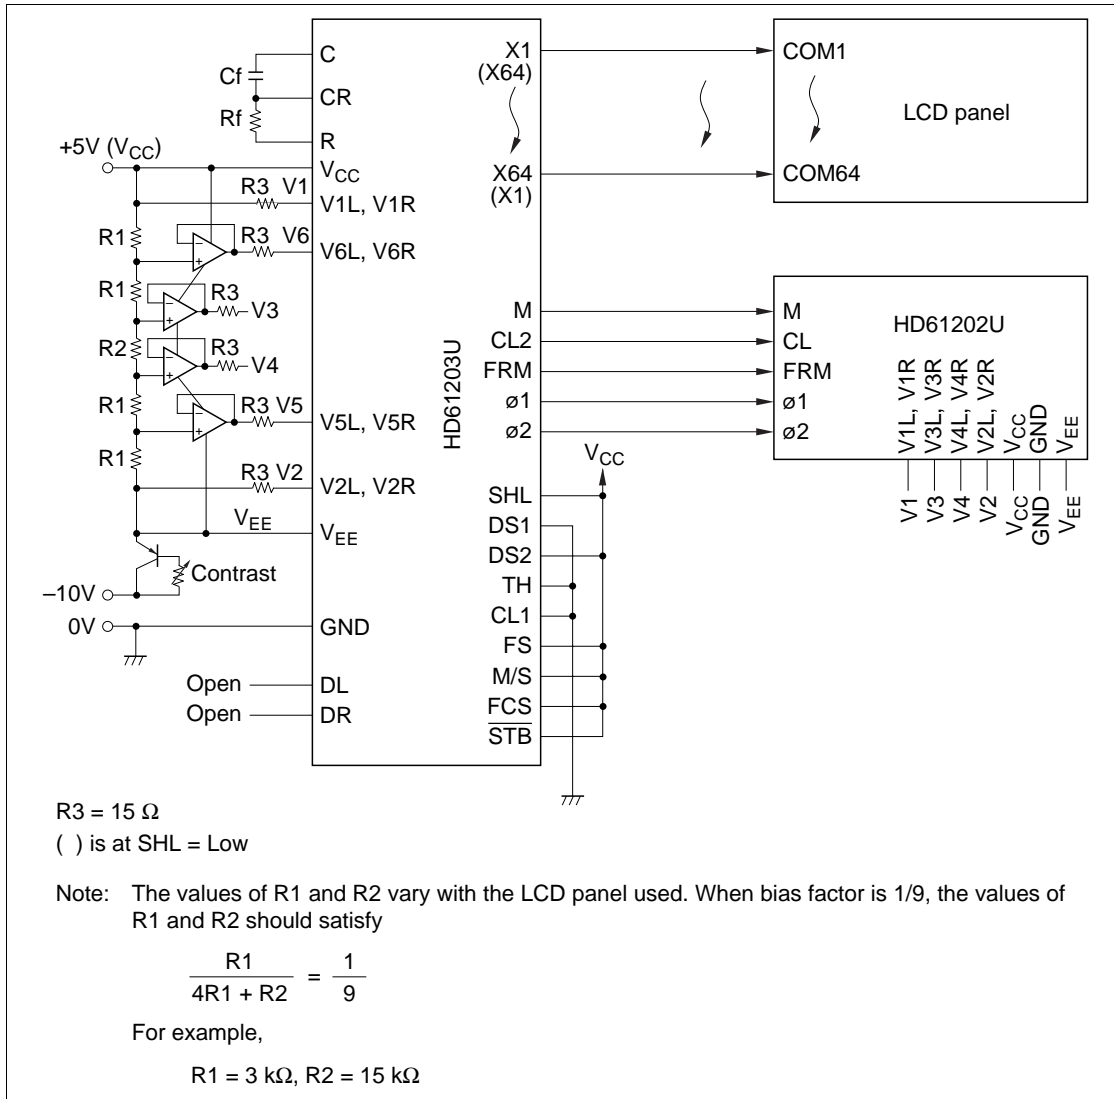 C
X1
(X64)
COM1
Cf
CR
Rf
R
LCD panel
+5V (VCC)
VCC
X64
(X1)
COM64
R3 V1
V1L, V1R
R1
R3 V6
V6L, V6R
R1
R3
V3
R2
R3
V4
R1
R3 V5
V5L, V5R
R1
R3 V2
V2L, V2R
VEE
VEE
Contrast
–10V
0V
GND
Open
DL
Open
DR
HD61203U
M
CL2
FRM
ø1
ø2
VCC
SHL
DS1
DS2
TH
CL1
FS
M/S
FCS
STB
M
CL
FRM
ø1
ø2
HD61202U
V1L, V1R
V3L, V3R
V4L, V4R
V2L, V2R
VCC
GND
VEE
V1
V3
V4
V2
VCC
GND
VEE
R3 = 15 Ω
( ) is at SHL = Low
Note: The values of R1 and R2 vary with the LCD panel used. When bias factor is 1/9, the values of
R1 and R2 should satisfy
R1
4R1 + R2
=
1
9
For example,
R1 = 3 kΩ, R2 = 15 kΩ